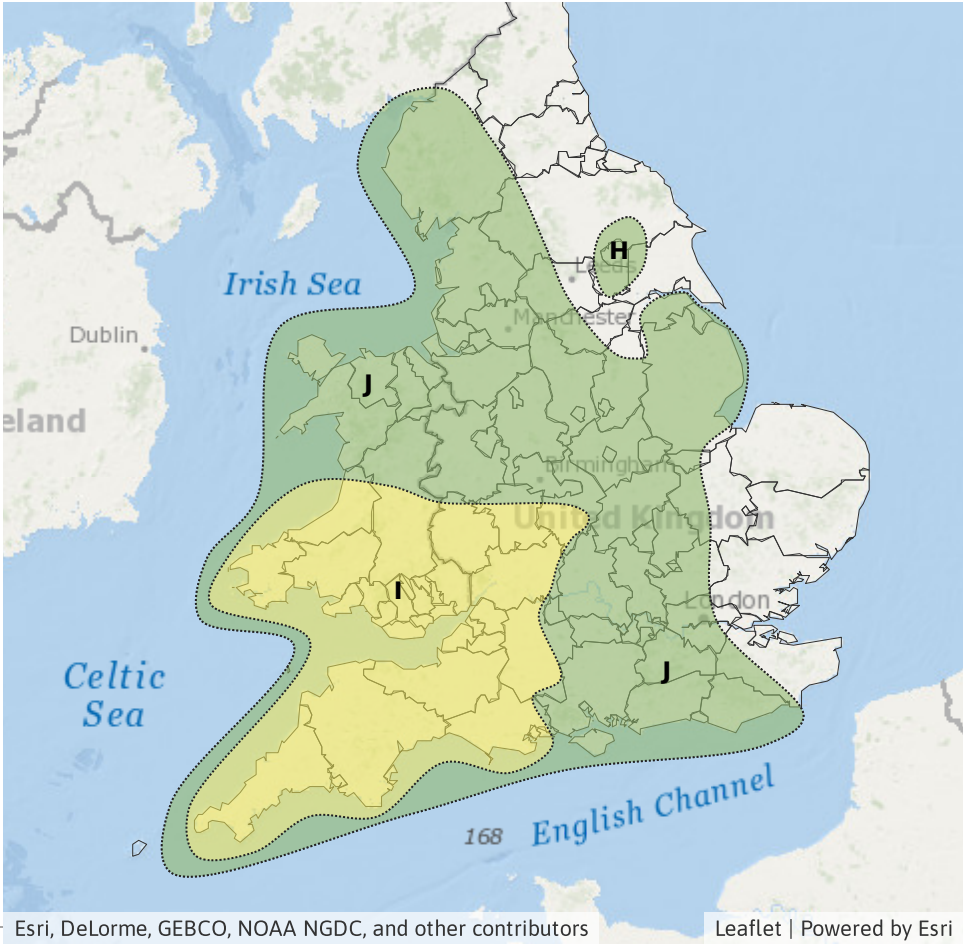 H
Leeds
Irish Sea
Manchester
Dublin
J
eland
Birmingham
United Kingdom
I
London
J
Celtic
Sea
English Channel
168
Esri, DeLorme, GEBCO, NOAA NGDC, and other contributors
Leaflet | Powered by Esri